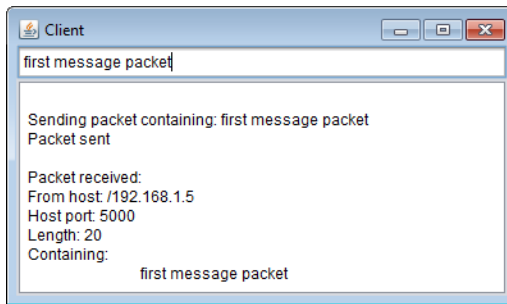 Client
first message packet
Sending packet containing: first message packet
Packet sent
Packet received:
From host: /192.168.1.5
Host port: 5000
Length: 20
Containing:
first message packet